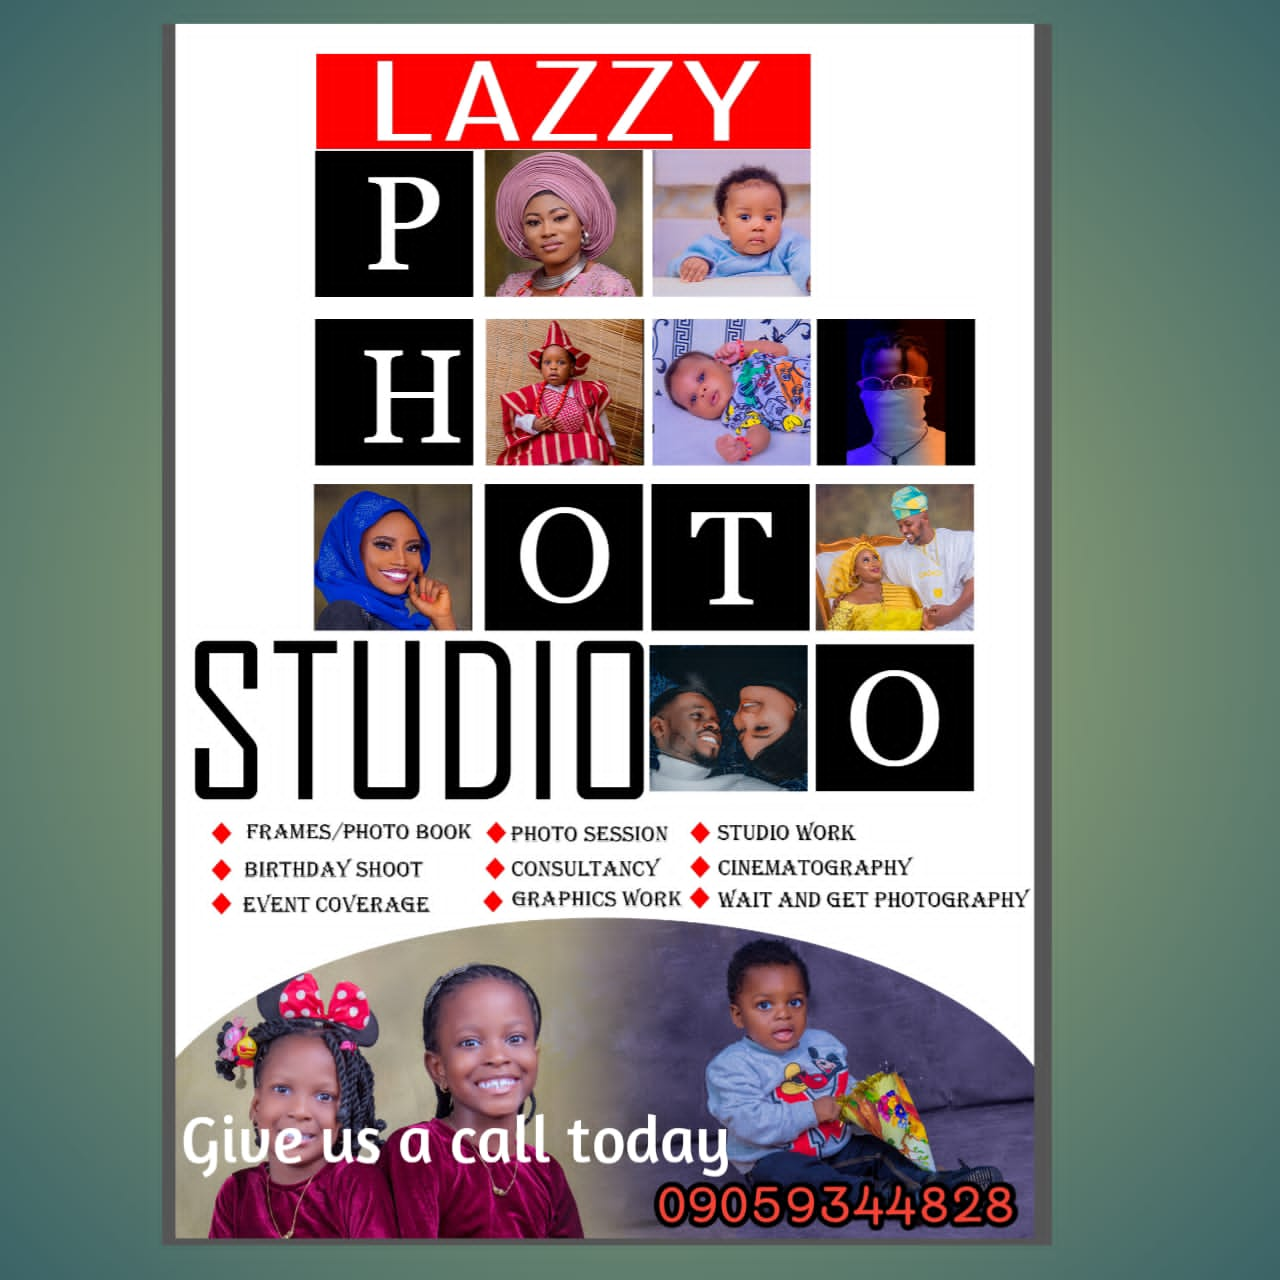 LAZZY
P
H
O T
STUDIO O
FRAMES/PHOTO BOOK PHOTO SESSION STUDIO WORK
BIRTHDAY SHOOT CONSULTANCY CINEMATOGRAPHY
EVENT COVERAGE GRAPHICS WORK WAIT AND GET PHOTOGRAPHY
Give us a call today
09059344828